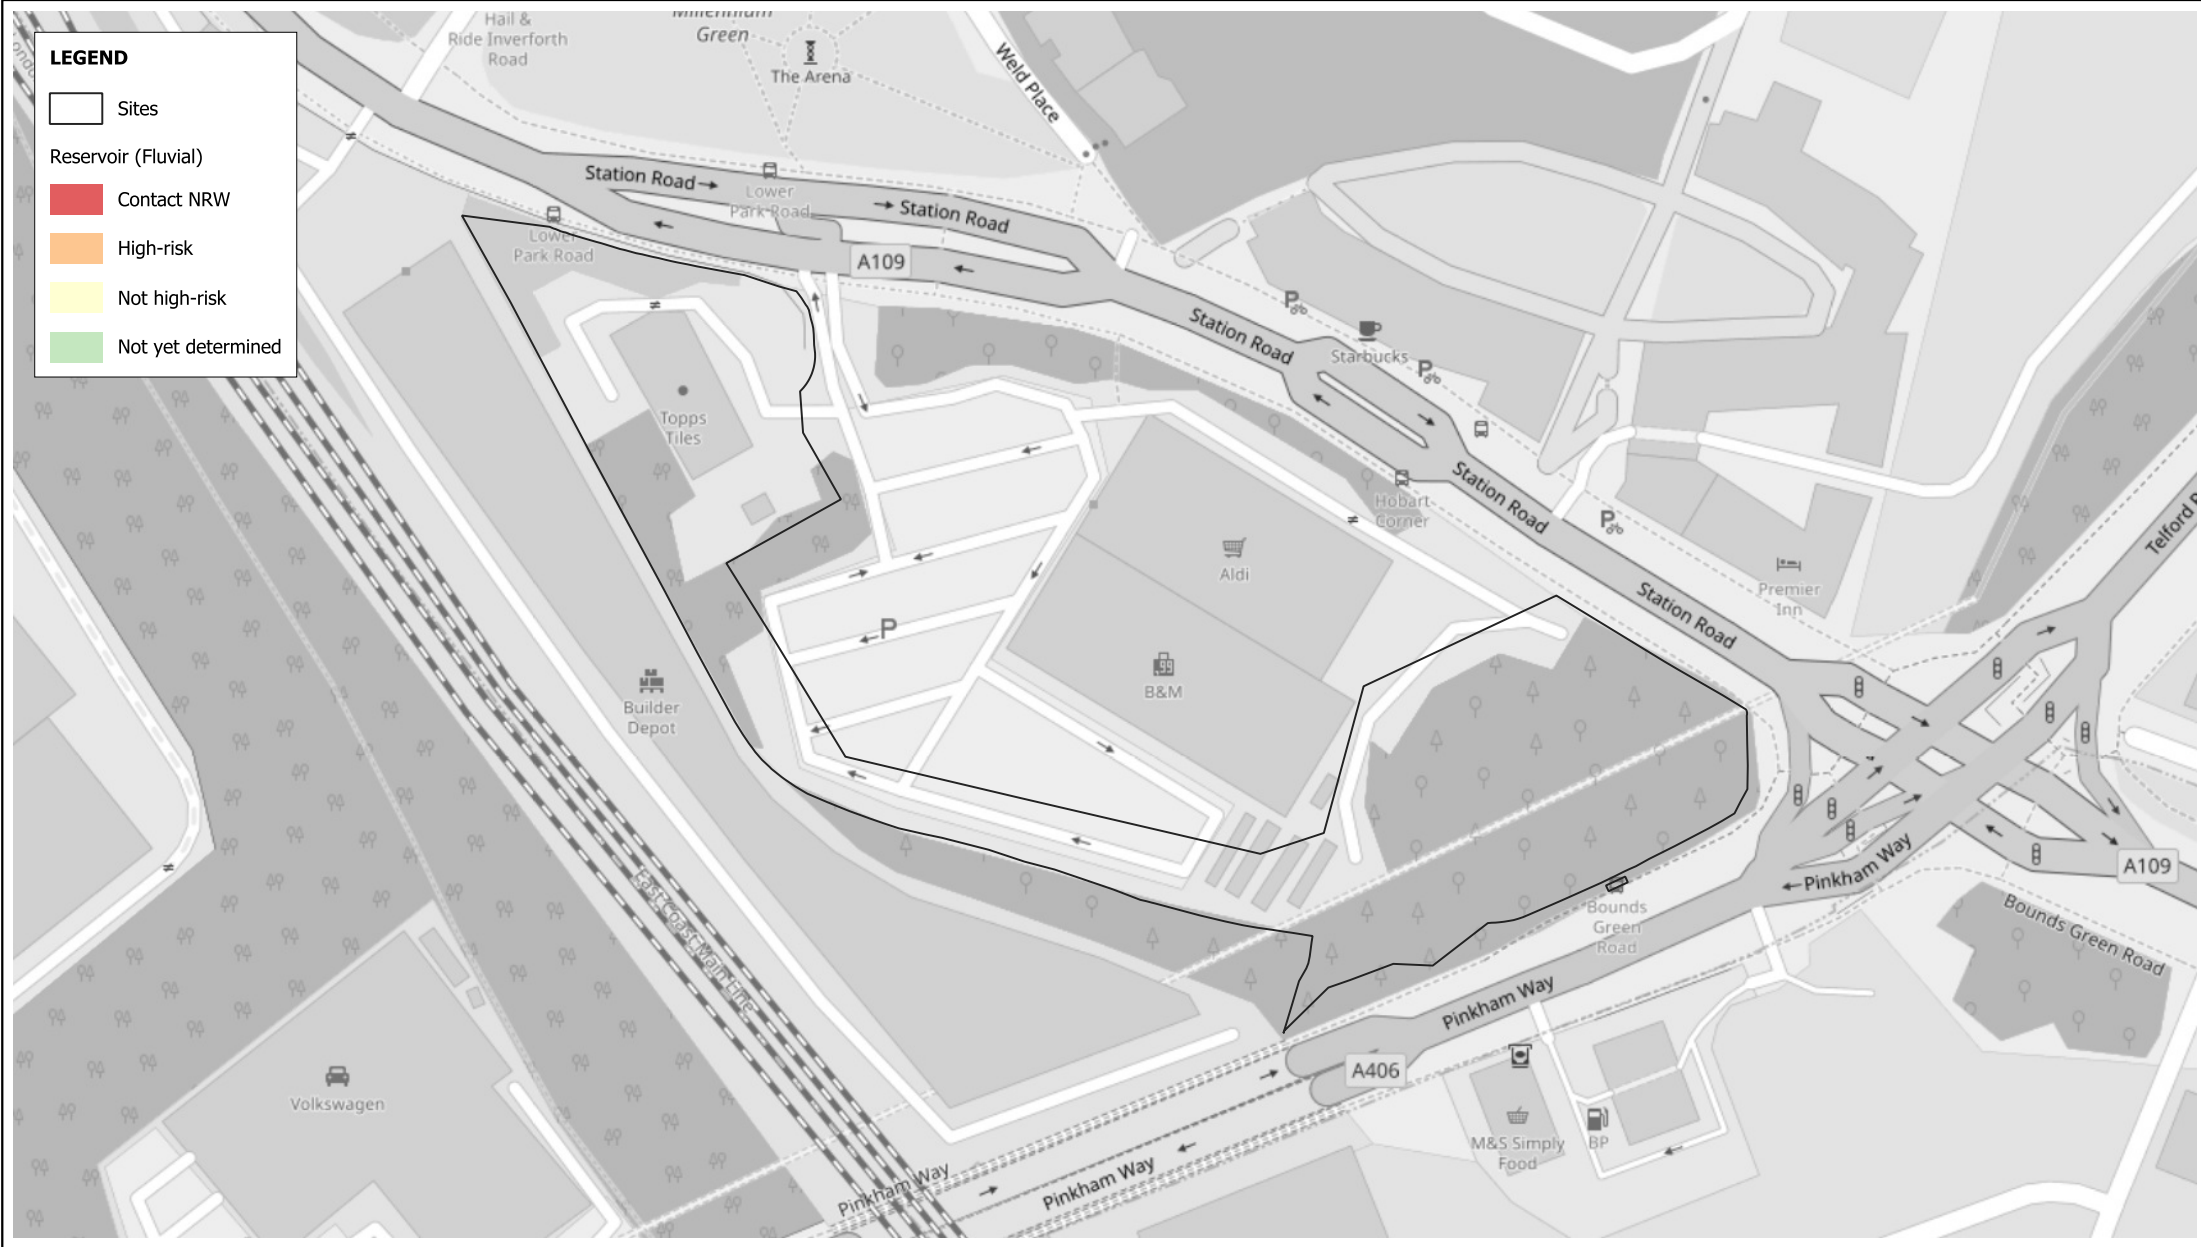 LEGEND
Sites
Reservoir (Fluvial)
Contact NRW
High-risk
Not high-risk
Not yet determined
Hail &
Ride Inverforth
Road
Millennium
Green
The Arena
Weld Place
Station Road
Lower
Park Road
Station Road
Lower
Park Road
A109
Station Road
Starbucks
Topps
Tiles
Station Road
Hobart
Corner
Aldi
Premier
Inn
Station Road
Telford
P
B&M
Builder
Depot
Pinkham Way
A109
Bounds
Green
Road
Bounds Green Road
East Coast Main Line
Pinkham Way
A406
Volkswagen
M&S Simply
Food
BP
Pinkham Way
Pinkham Way